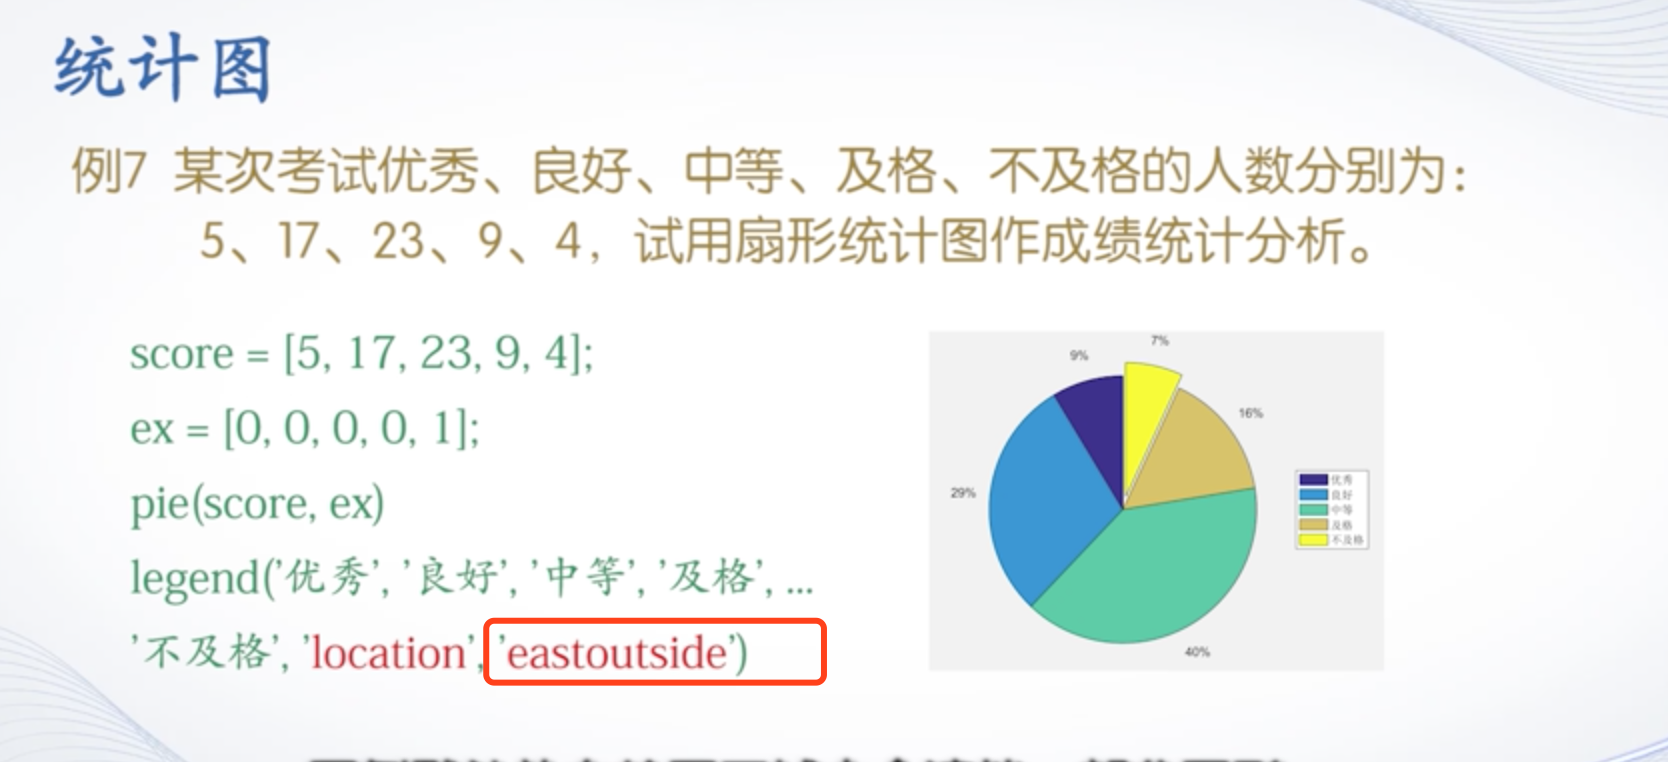 统计图
例7 某次考试优秀、良好、中等、及格、不及格的人数分别为：
5、17、23、9、4，试用扇形统计图作成绩统计分析。
score = [5, 17, 23, 9, 4];
ex = [0, 0, 0, 0, 1];
pie(score, ex)
legend('优秀', '良好', '中等', '及格', ...
'不及格', 'location', 'eastoutside')
7%
9%
16%
29%
40%
优秀
良好
中等
及格
不及格